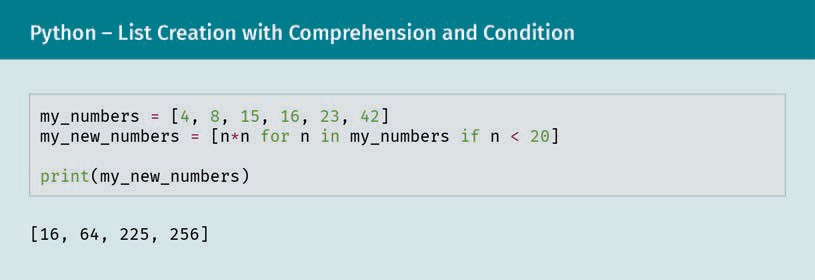 Python – List Creation with Comprehension and Condition
my_numbers = [4, 8, 15, 16, 23, 42]
my_new_numbers = [n*n for n in my_numbers if n < 20]
print(my_new_numbers)
[16, 64, 225, 256]